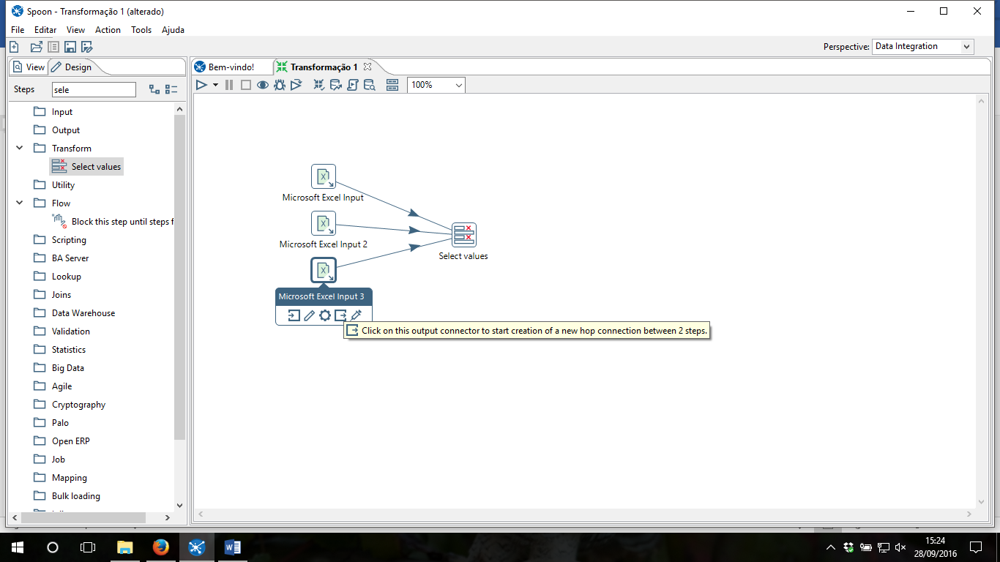 Spoon - Transformação 1 (alterado)
File Editar View Action Tools Ajuda
Perspective: Data Integration
View Design
Bem-vindo! Transformação 1
Steps sele
100%
Input
Output
Transform
Select values
Utility
Flow
Block this step until steps f
Scripting
BA Server
Lookup
Joins
Data Warehouse
Validation
Statistics
Big Data
Agile
Cryptography
Palo
Open ERP
Job
Mapping
Bulk loading
Microsoft Excel Input
Microsoft Excel Input 2
Select values
Microsoft Excel Input 3
Click on this output connector to start creation of a new hop connection between 2 steps.
15:24
28/09/2016